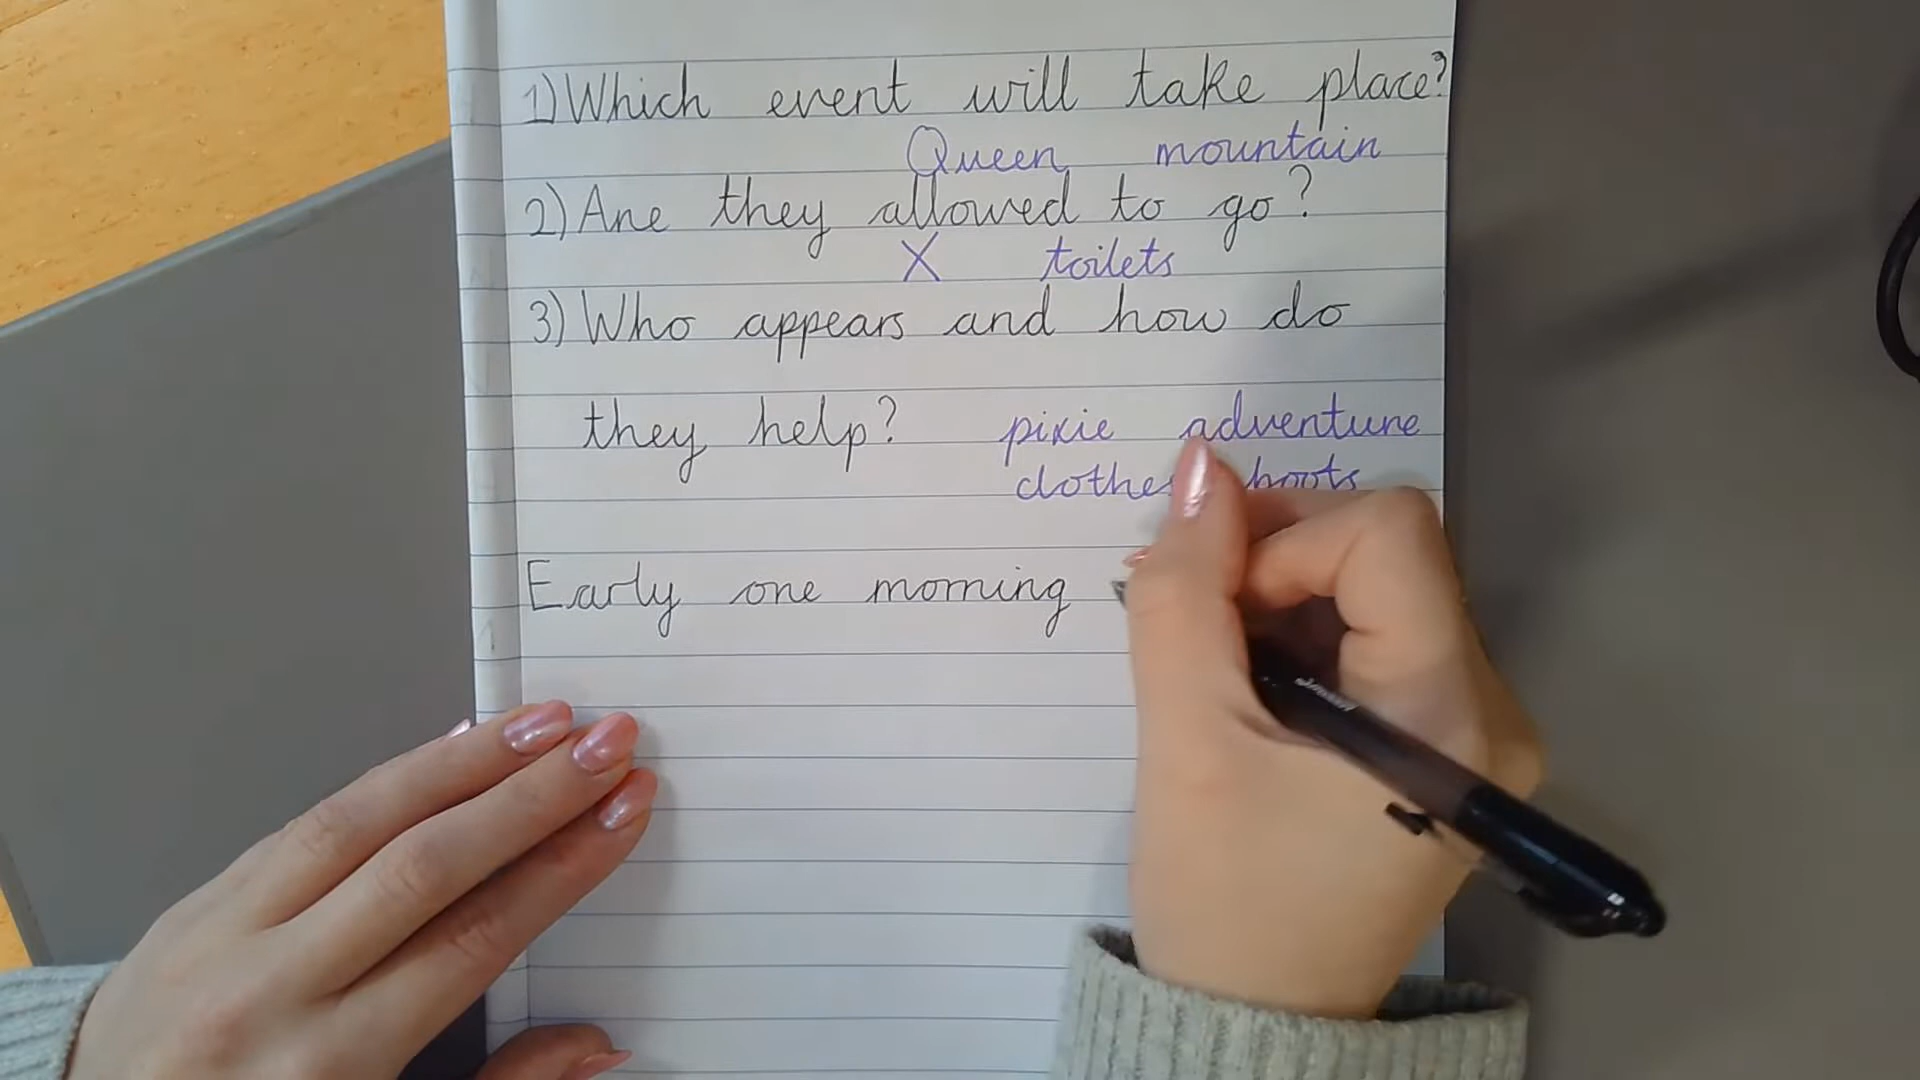 1) Which event will take place?
Queen mountain
2) Are they allowed to go?
X toilets
3) Who appears and how do
they help? pixie adventure
clothes boots
Early one morning